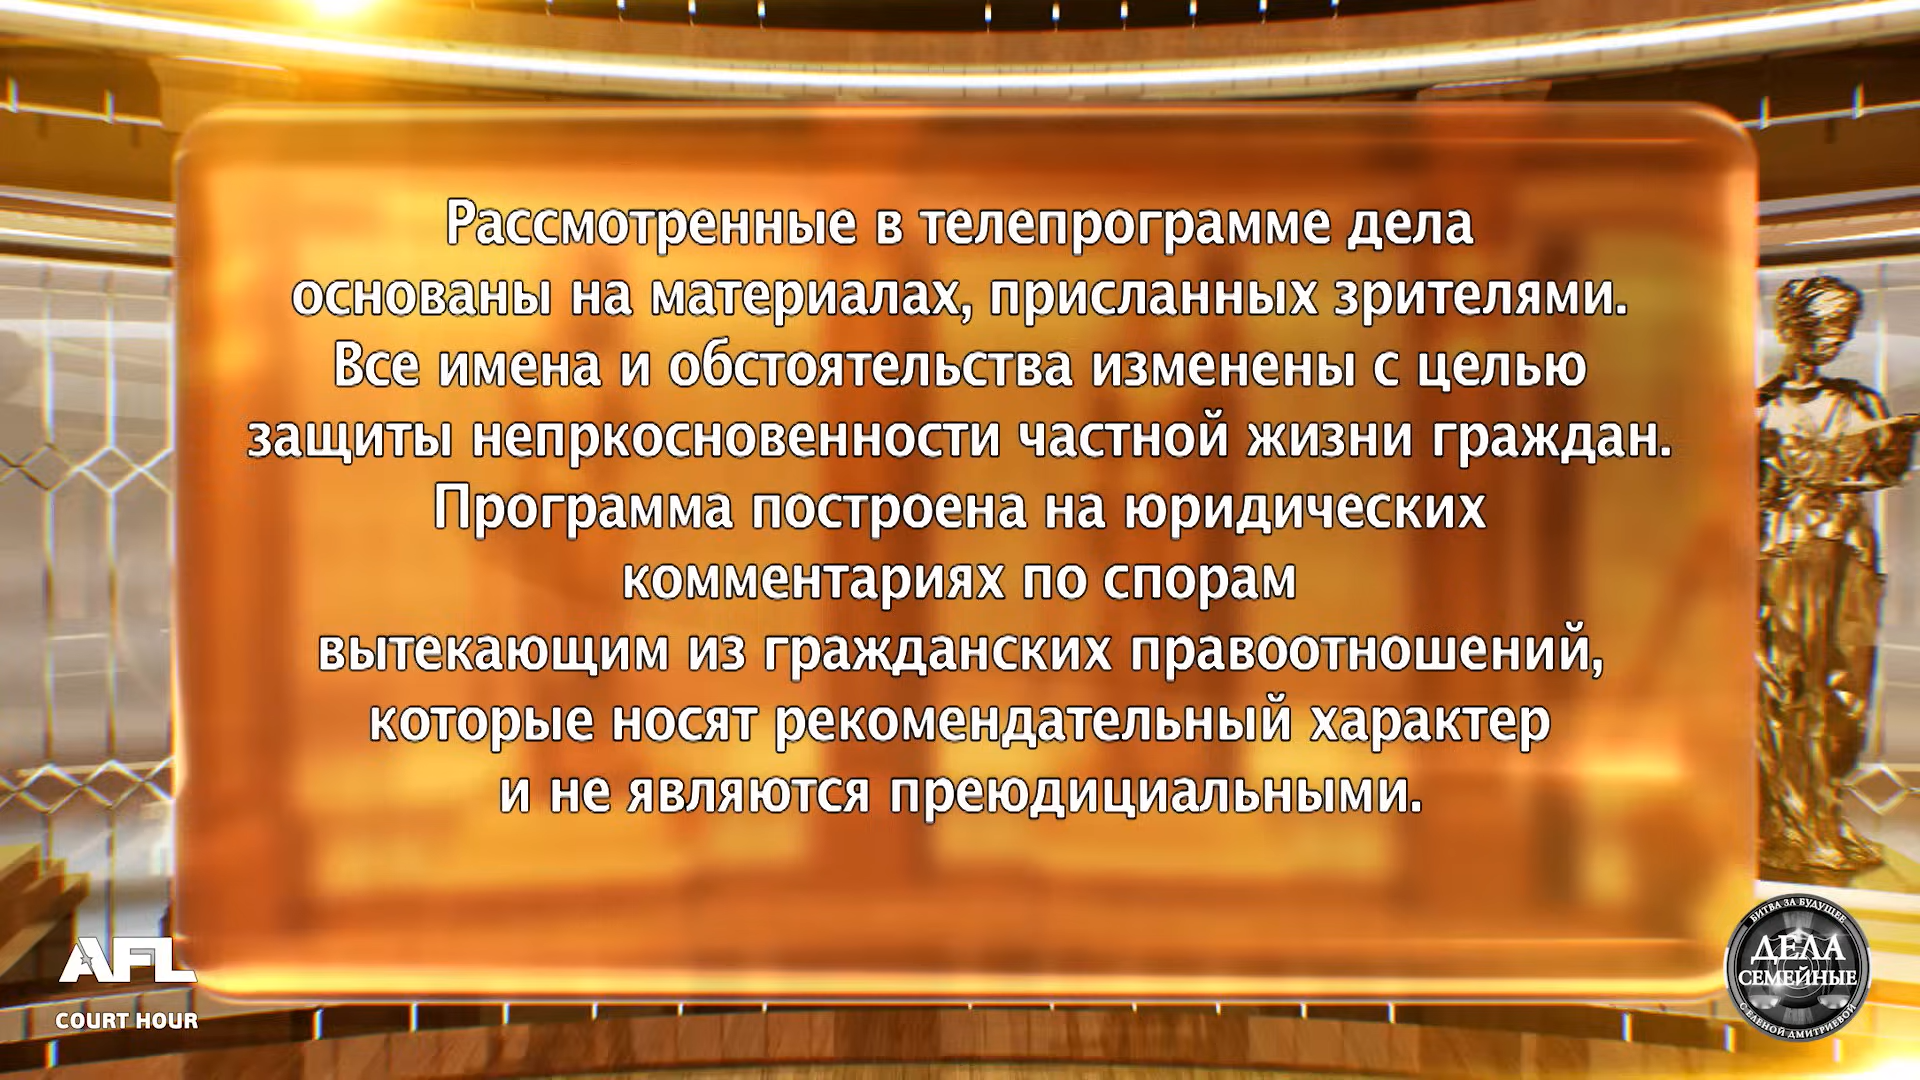 Рассмотренные в телепрограмме дела
основаны на материалах, присланных зрителями.
Все имена и обстоятельства изменены с целью
защиты непркосновенности частной жизни граждан.
Программа построена на юридических
комментариях по спорам
вытекающим из гражданских правоотношений,
которые носят рекомендательный характер
и не являются преюдициальными.
AFL
COURT HOUR
БИТВА ЗА БУДУЩЕЕ
ДЕЛА
СЕМЕЙНЫЕ
С ЕЛЕНОЙ ДМИТРИЕВОЙ